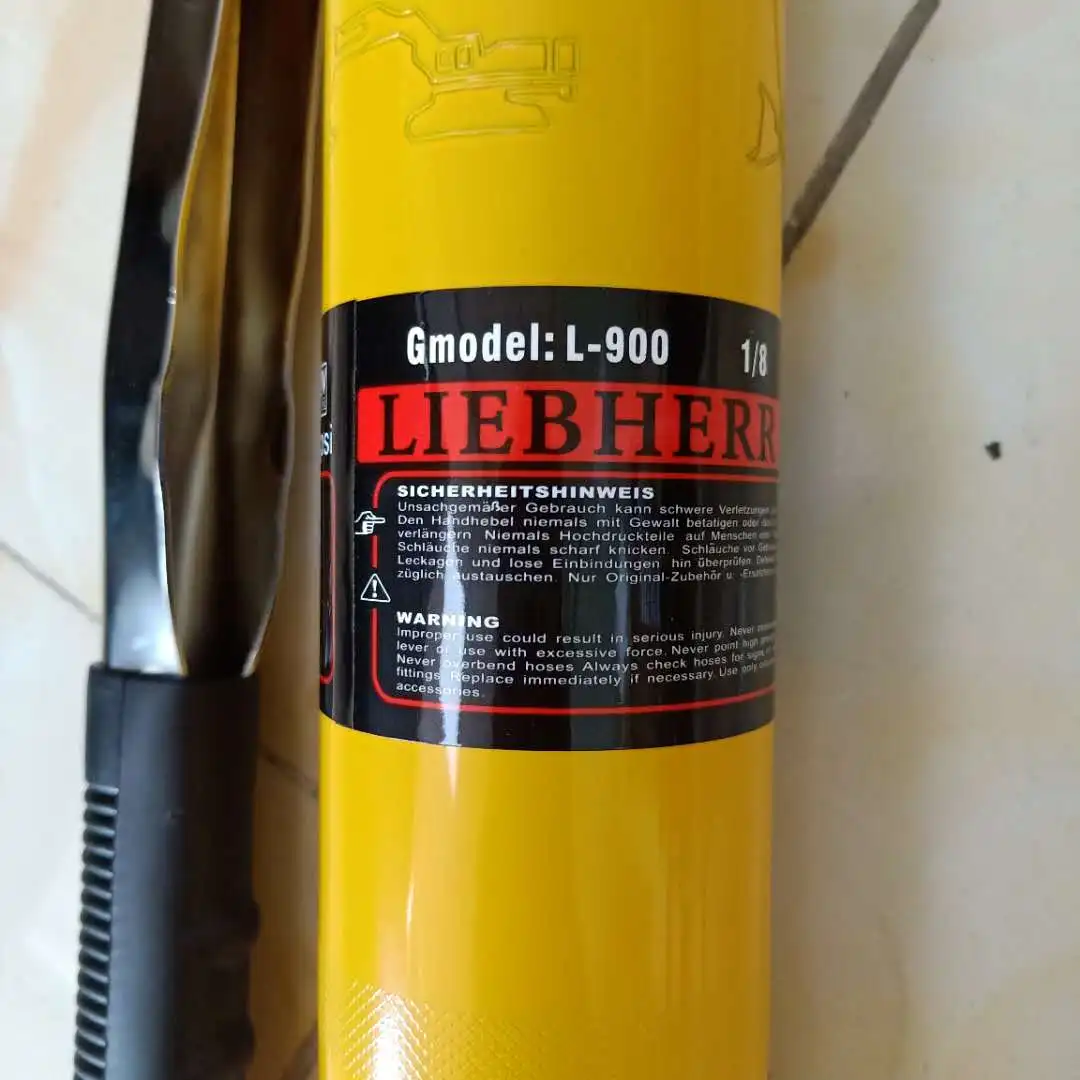 Gmodel: L-900 1/8
LIEBHERR
SICHERHEITSHINWEIS
Unsachgemäßer Gebrauch kann schwere Verletzungen
Den Handhebel niemals mit Gewalt betätigen oder
verlängern Niemals Hochdruckteile auf Menschen
Schläuche niemals scharf knicken. Schläuche vor
Leckagen und lose Einbindungen hin überprüfen.
züglich austauschen. Nur Original-Zubehör u.
WARNING
Improper use could result in serious injury. Never
lever of use with excessive force. Never point high
Never overbend hoses Always check hoses for signs
fittings Replace immediately if necessary. Use only
accessories.